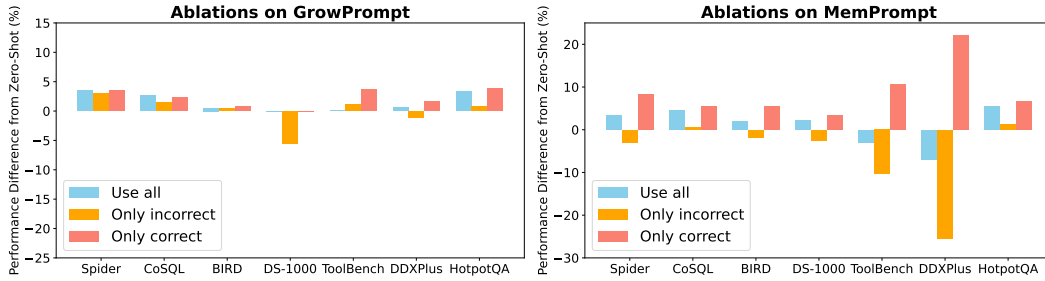 Ablations on GrowPrompt
Performance Difference from Zero-Shot (%)
15
10
5
0
−5
−10
−15
−20
−25
Use all
Only incorrect
Only correct
Spider CoSQL BIRD DS-1000 ToolBench DDXPlus HotpotQA
Ablations on MemPrompt
Performance Difference from Zero-Shot (%)
20
10
0
−10
−20
−30
Use all
Only incorrect
Only correct
Spider CoSQL BIRD DS-1000 ToolBench DDXPlus HotpotQA